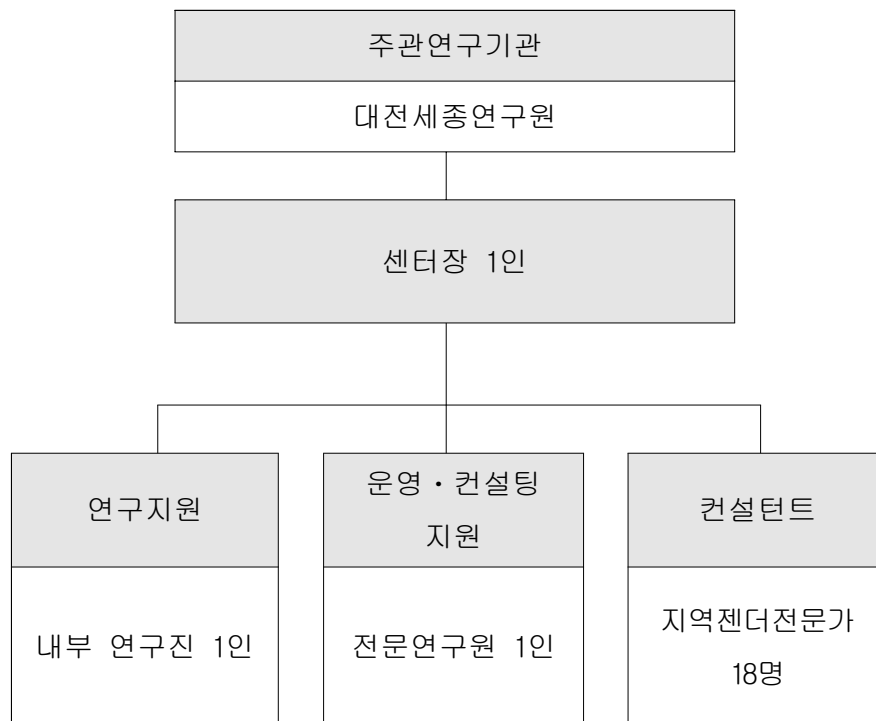 주관연구기관
대전세종연구원
센터장 1인
연구지원
운영・컨설팅
지원
컨설턴트
내부 연구진 1인
전문연구원 1인
지역젠더전문가
18명